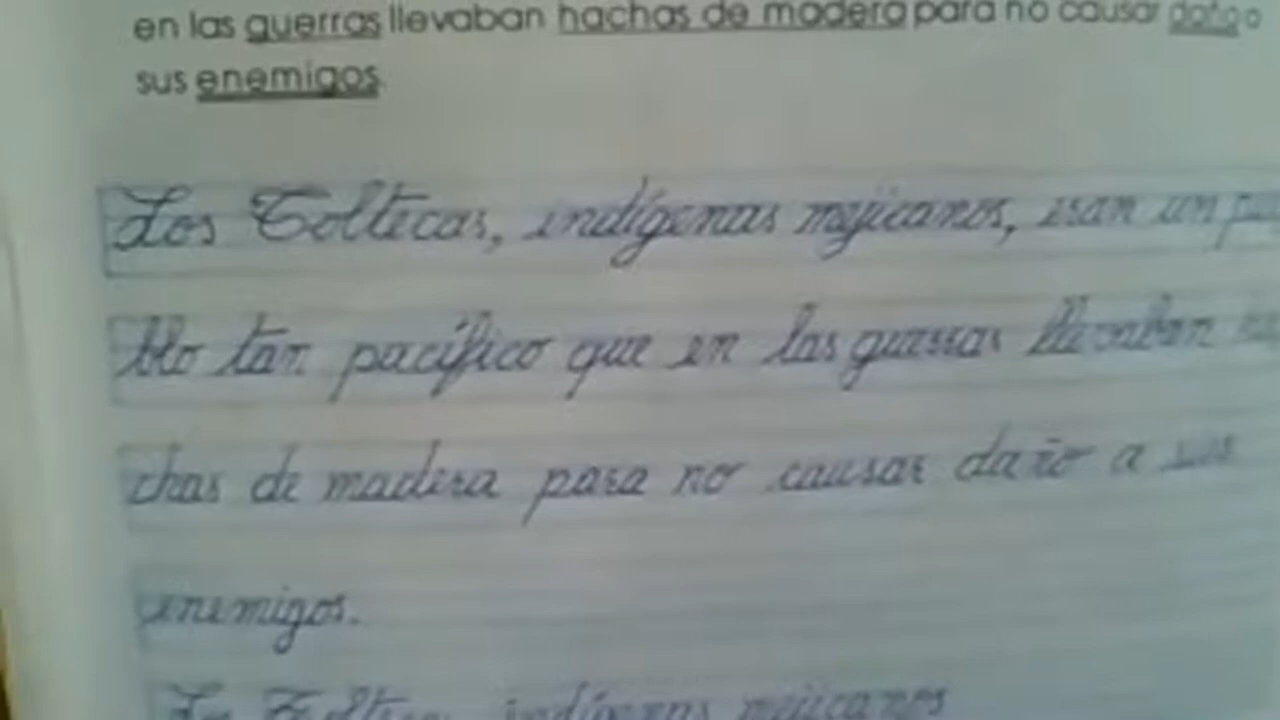 en las guerras llevaban hachas de madera para no causar daño a
sus enemigos.
Los Toltecas, indígenas mejicanos, eran un pue
blo tan pacífico que en las guerras llevaban ha
chas de madera para no causar daño a sus
enemigos.
Los Toltecas, indígenas mejicanos